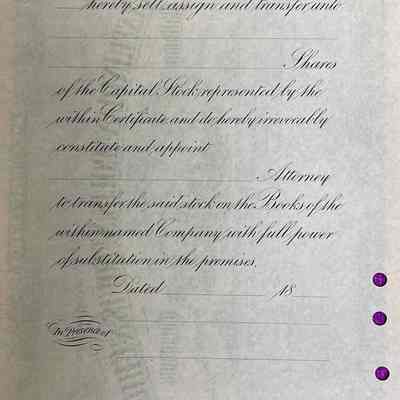 hereby sell, assign and transfer unto
Shares
of the Capital Stock represented by the
within Certificate and do hereby irrevocably
constitute and appoint
Attorney
to transfer the said stock on the Books of the
within named Company with full power
of substitution in the premises.
Dated 18
In presence of